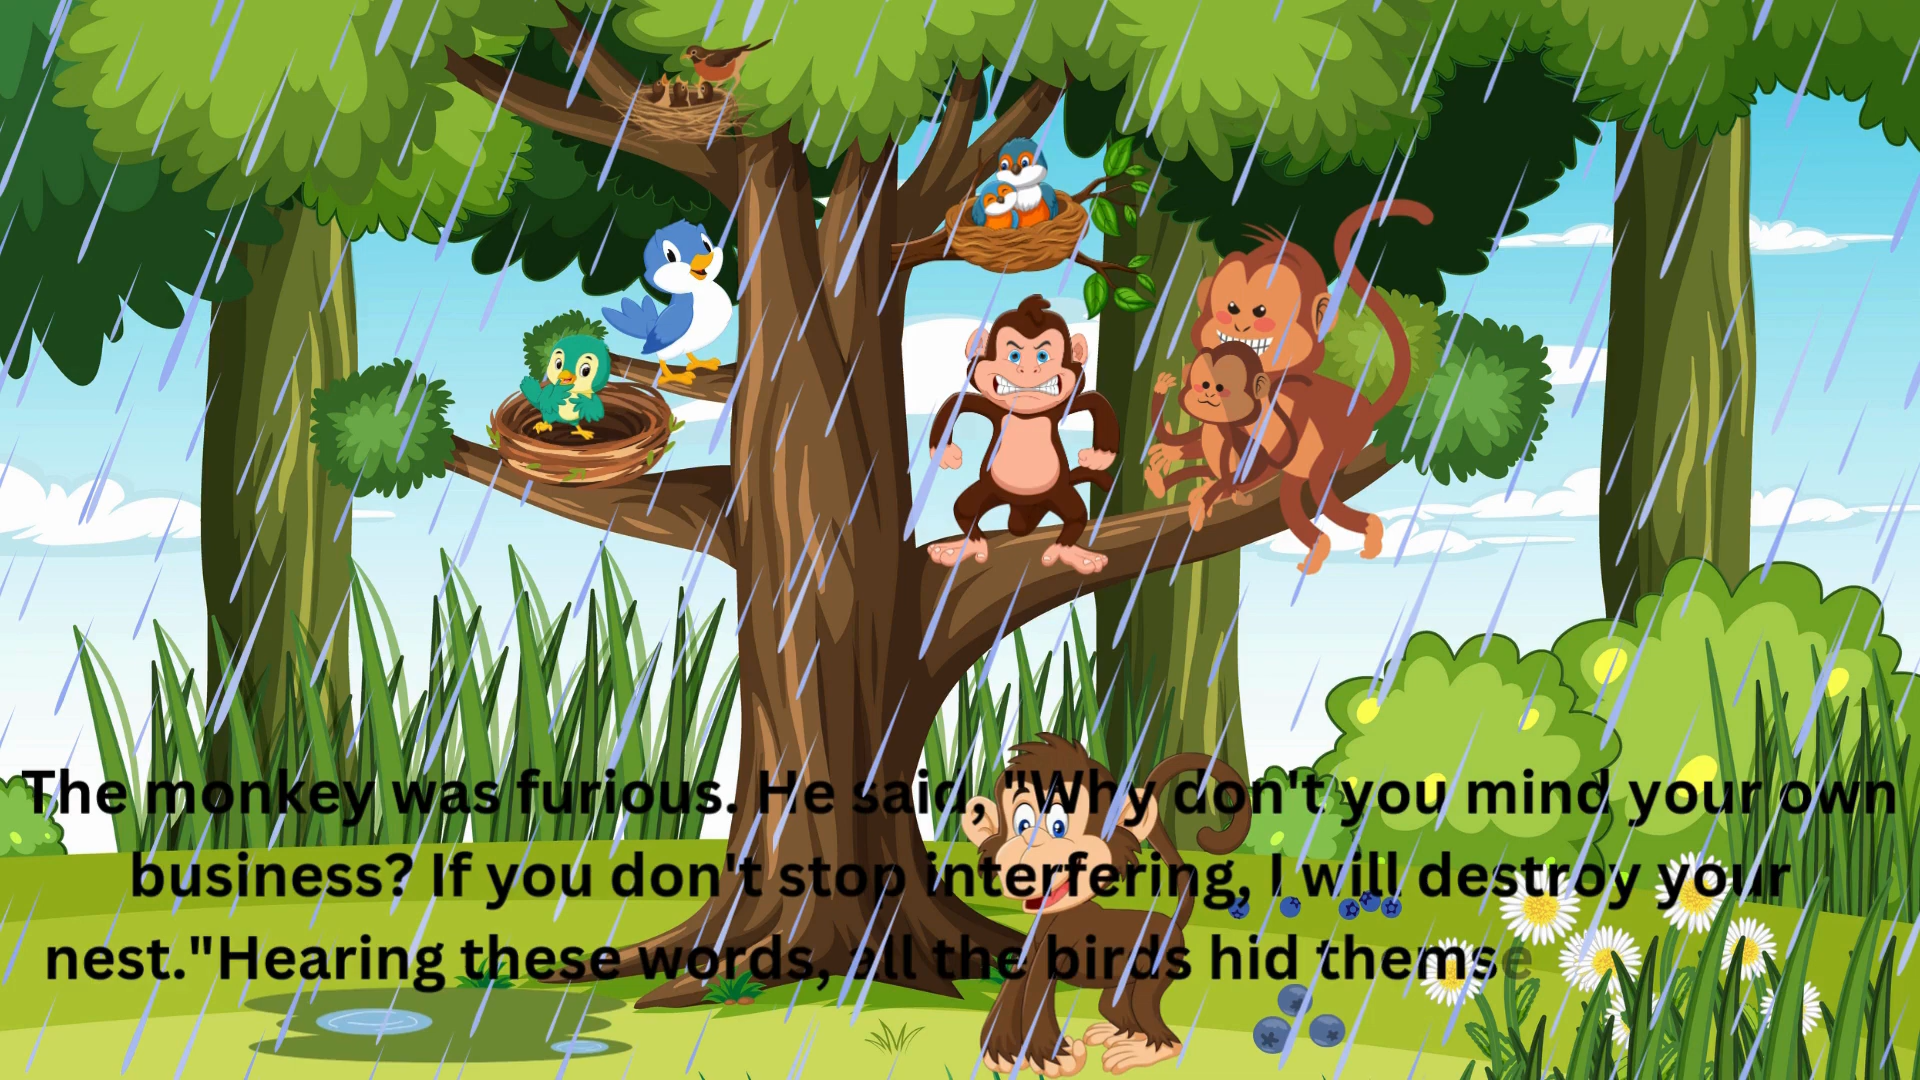 The monkey was furious. He said, "Why don't you mind your own
business? If you don't stop interfering, I will destroy your
nest."Hearing these words, all the birds hid themse